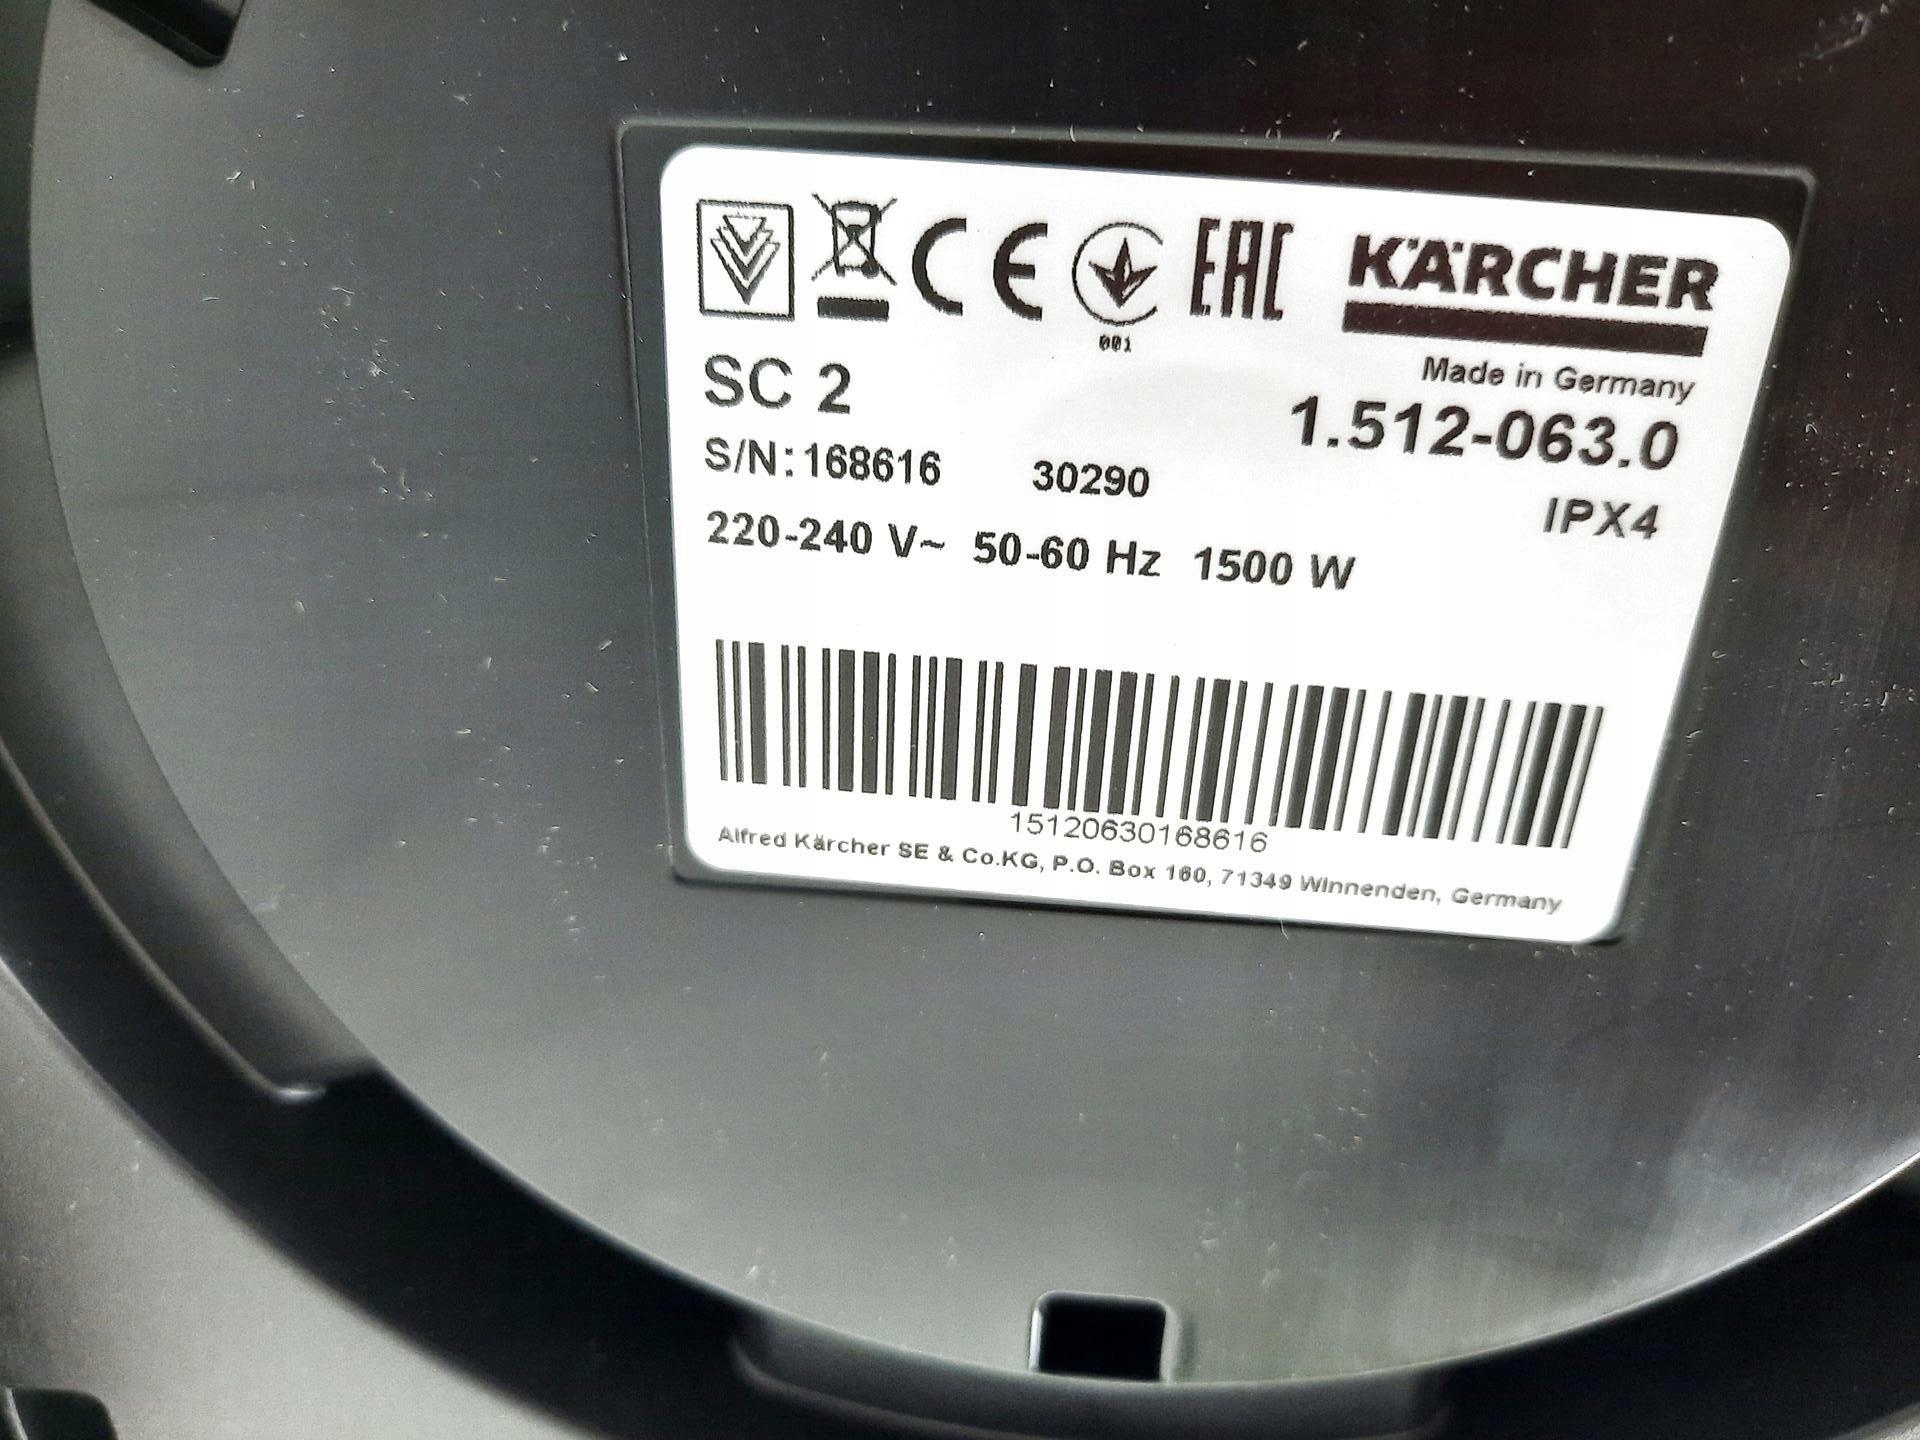 CE 001 EAC KÄRCHER
Made in Germany
SC 2 1.512-063.0
S/N: 168616 30290 IPX4
220-240 V~ 50-60 Hz 1500 W
15120630168616
Alfred Kärcher SE & Co.KG, P.O. Box 160, 71349 Winnenden, Germany